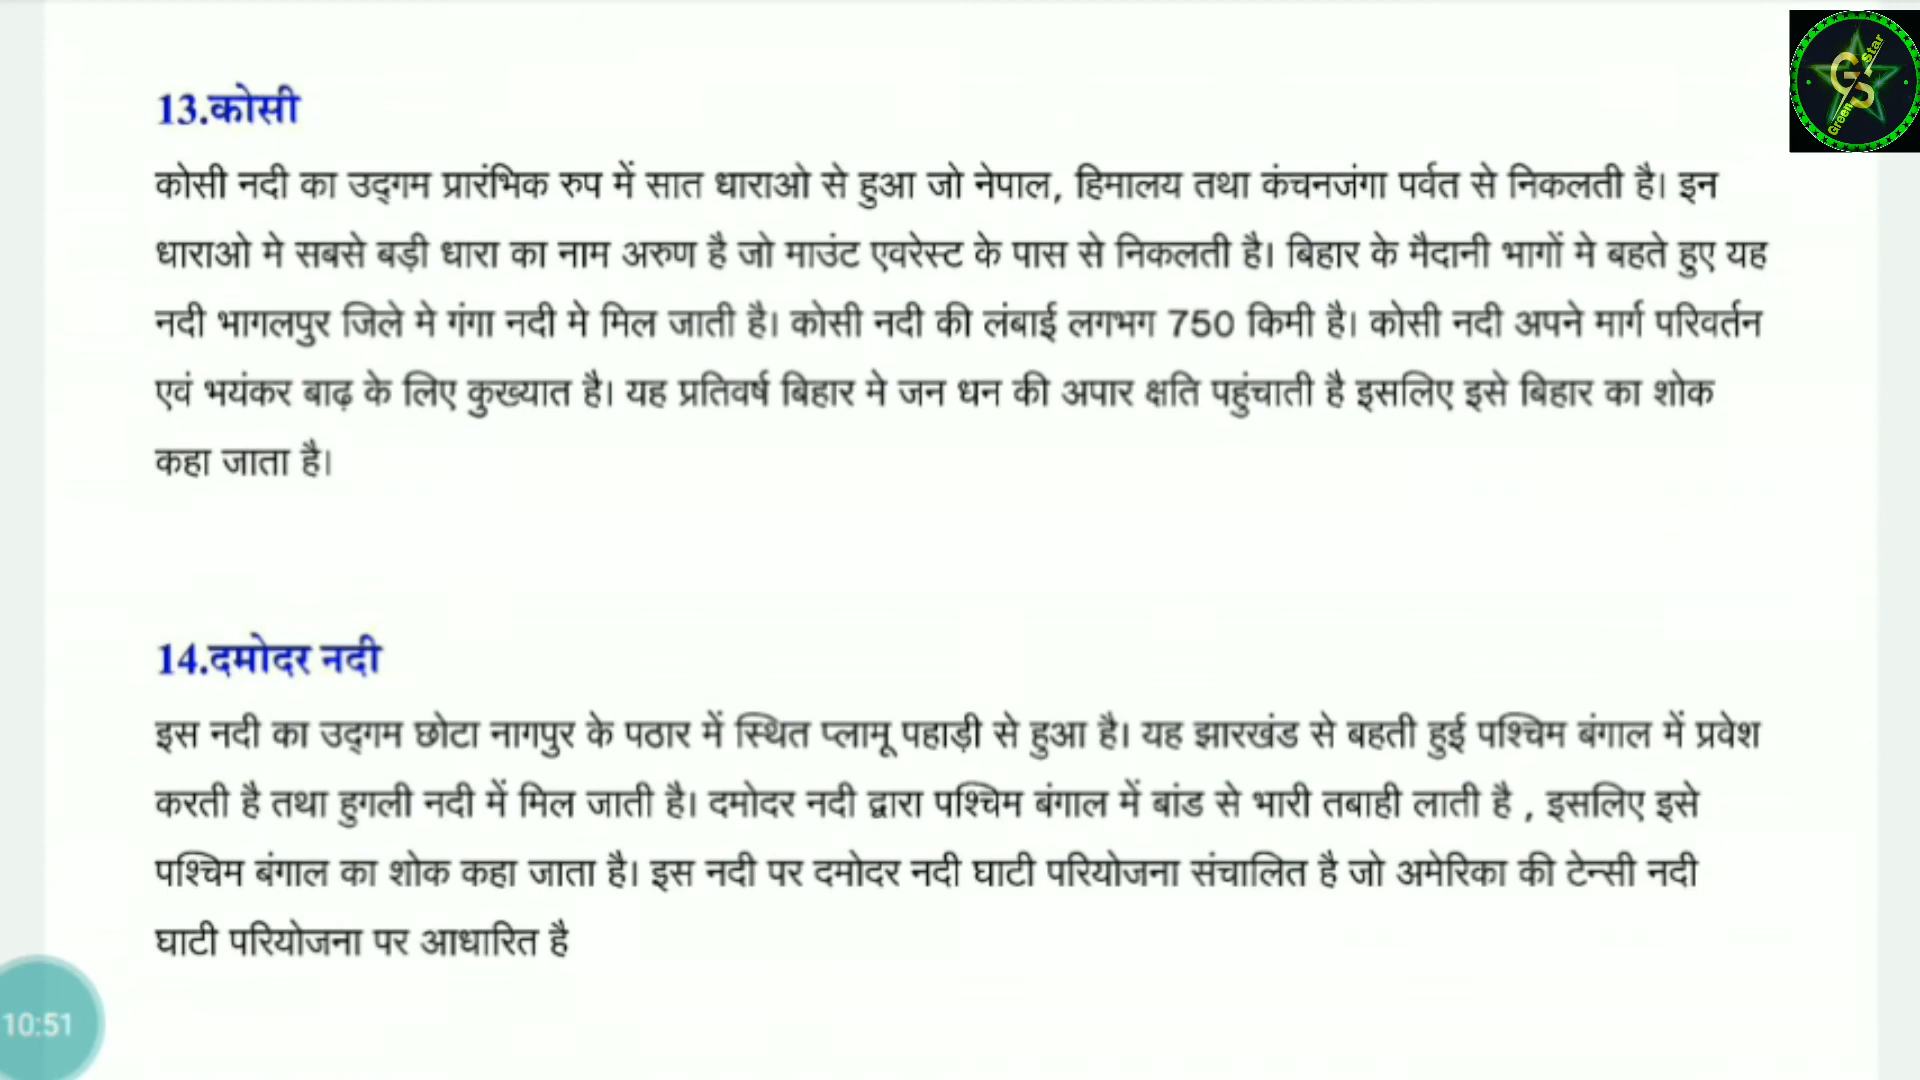 13.कोसी
कोसी नदी का उद्गम प्रारंभिक रुप में सात धाराओ से हुआ जो नेपाल, हिमालय तथा कंचनजंगा पर्वत से निकलती है। इन
धाराओ मे सबसे बड़ी धारा का नाम अरुण है जो माउंट एवरेस्ट के पास से निकलती है। बिहार के मैदानी भागों मे बहते हुए यह
नदी भागलपुर जिले मे गंगा नदी मे मिल जाती है। कोसी नदी की लंबाई लगभग 750 किमी है। कोसी नदी अपने मार्ग परिवर्तन
एवं भयंकर बाढ़ के लिए कुख्यात है। यह प्रतिवर्ष बिहार मे जन धन की अपार क्षति पहुंचाती है इसलिए इसे बिहार का शोक
कहा जाता है।
14.दमोदर नदी
इस नदी का उद्गम छोटा नागपुर के पठार में स्थित प्लामू पहाड़ी से हुआ है। यह झारखंड से बहती हुई पश्चिम बंगाल में प्रवेश
करती है तथा हुगली नदी में मिल जाती है। दमोदर नदी द्वारा पश्चिम बंगाल में बांड से भारी तबाही लाती है , इसलिए इसे
पश्चिम बंगाल का शोक कहा जाता है। इस नदी पर दमोदर नदी घाटी परियोजना संचालित है जो अमेरिका की टेन्सी नदी
घाटी परियोजना पर आधारित है
10:51
GS
Green star